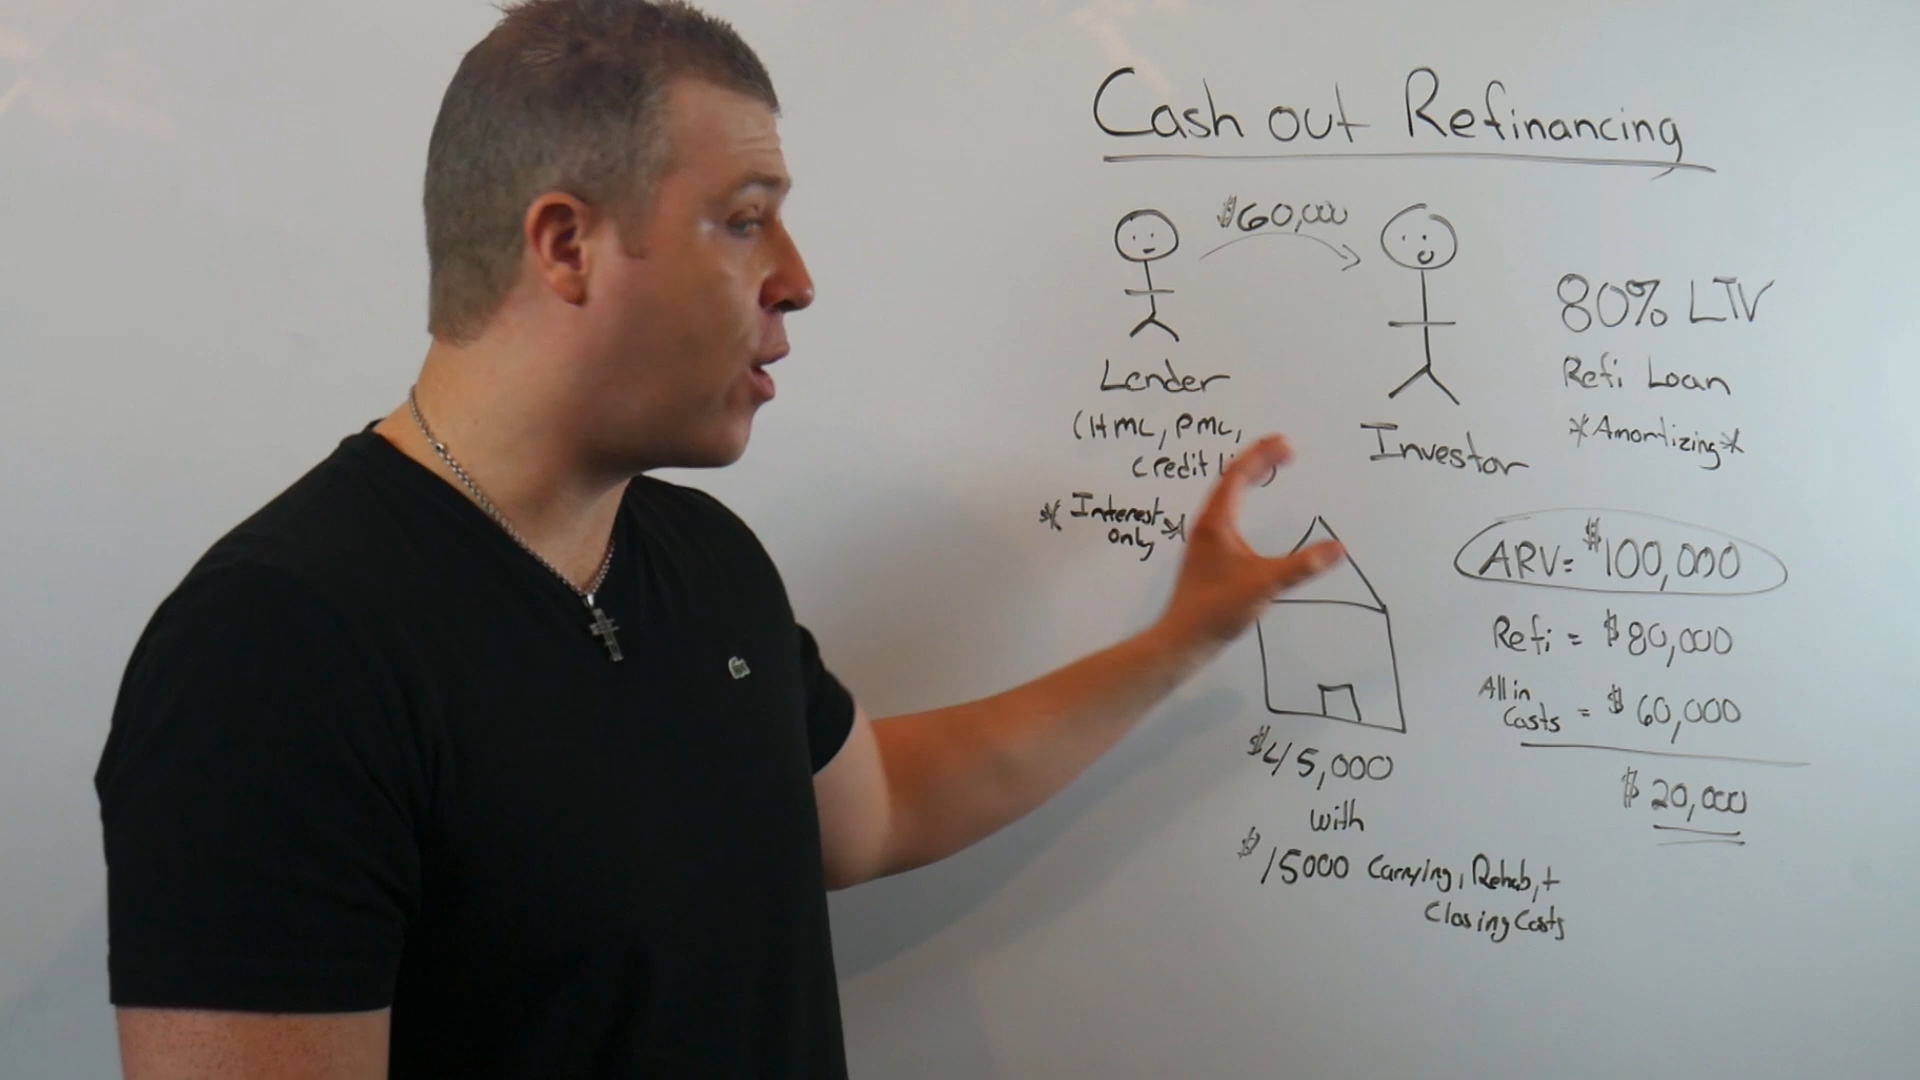 Cash out Refinancing
$60,000
Lender
(HML, PML,
credit
* Interest *
only
Investor
80% LTV
Refi Loan
*Amortizing*
ARV = $100,000
Refi = $80,000
All in
Costs = $60,000
$20,000
$45,000
with
$15000 Carrying, Rehab, +
Closing Costs